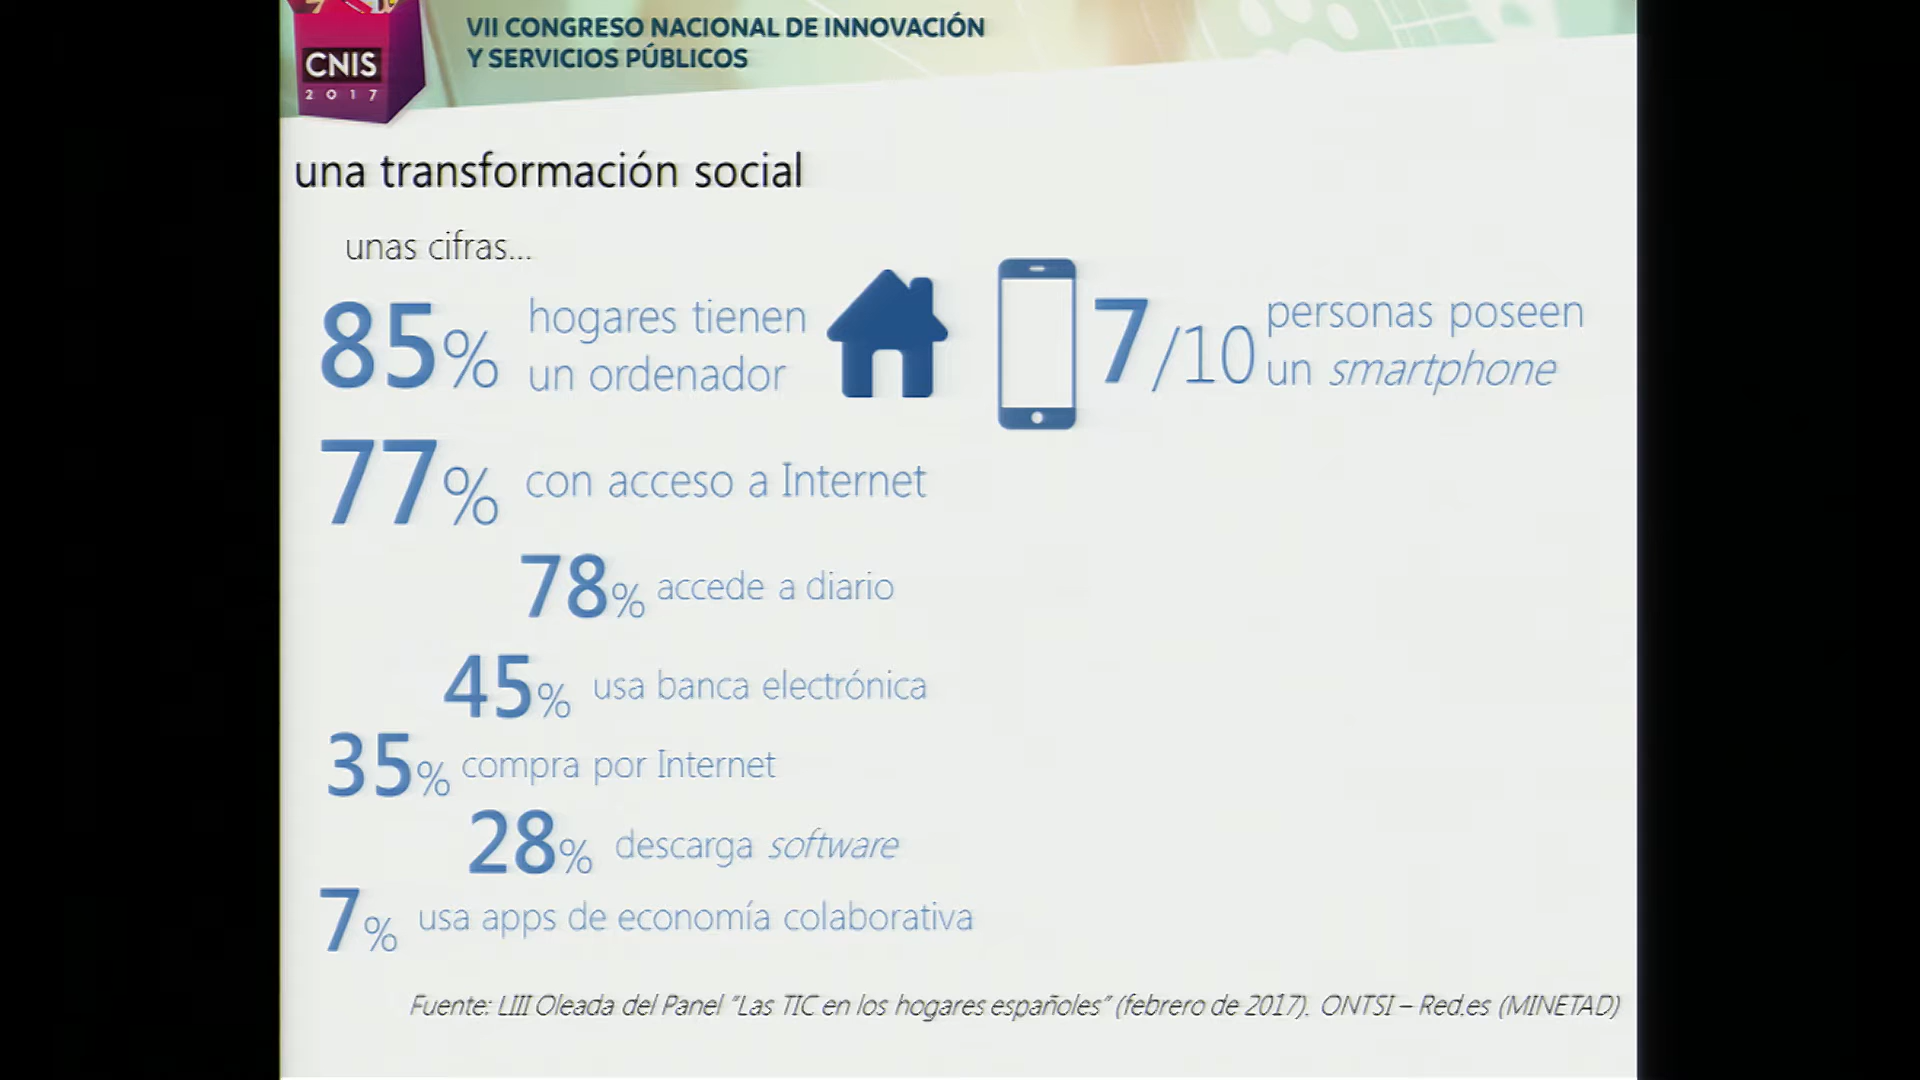 CNIS
2017
VII CONGRESO NACIONAL DE INNOVACIÓN
Y SERVICIOS PÚBLICOS
una transformación social
unas cifras...
85% hogares tienen
un ordenador
7/10 personas poseen
un smartphone
77% con acceso a Internet
78% accede a diario
45% usa banca electrónica
35% compra por Internet
28% descarga software
7% usa apps de economía colaborativa
Fuente: LIII Oleada del Panel “Las TIC en los hogares españoles” (febrero de 2017). ONTSI – Red.es (MINETAD)